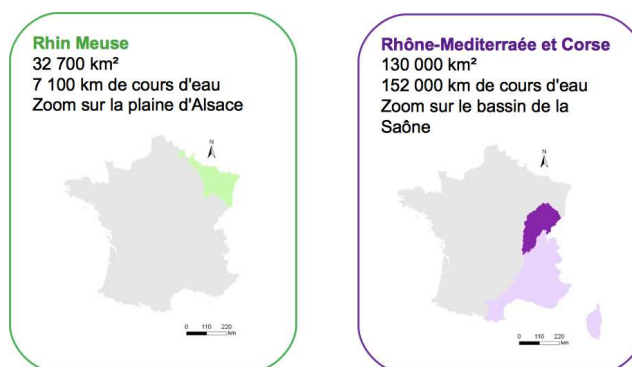 Rhin Meuse
32 700 km²
7 100 km de cours d'eau
Zoom sur la plaine d'Alsace
N
0 110 220
km
Rhône-Mediterraée et Corse
130 000 km²
152 000 km de cours d'eau
Zoom sur le bassin de la
Saône
N
0 110 220
km